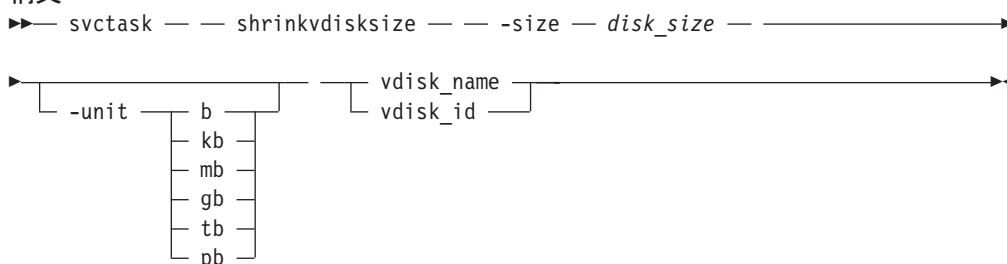 svctask shrinkvdisksize -size disk_size
-unit b vdisk_name
kb vdisk_id
mb
gb
tb
pb